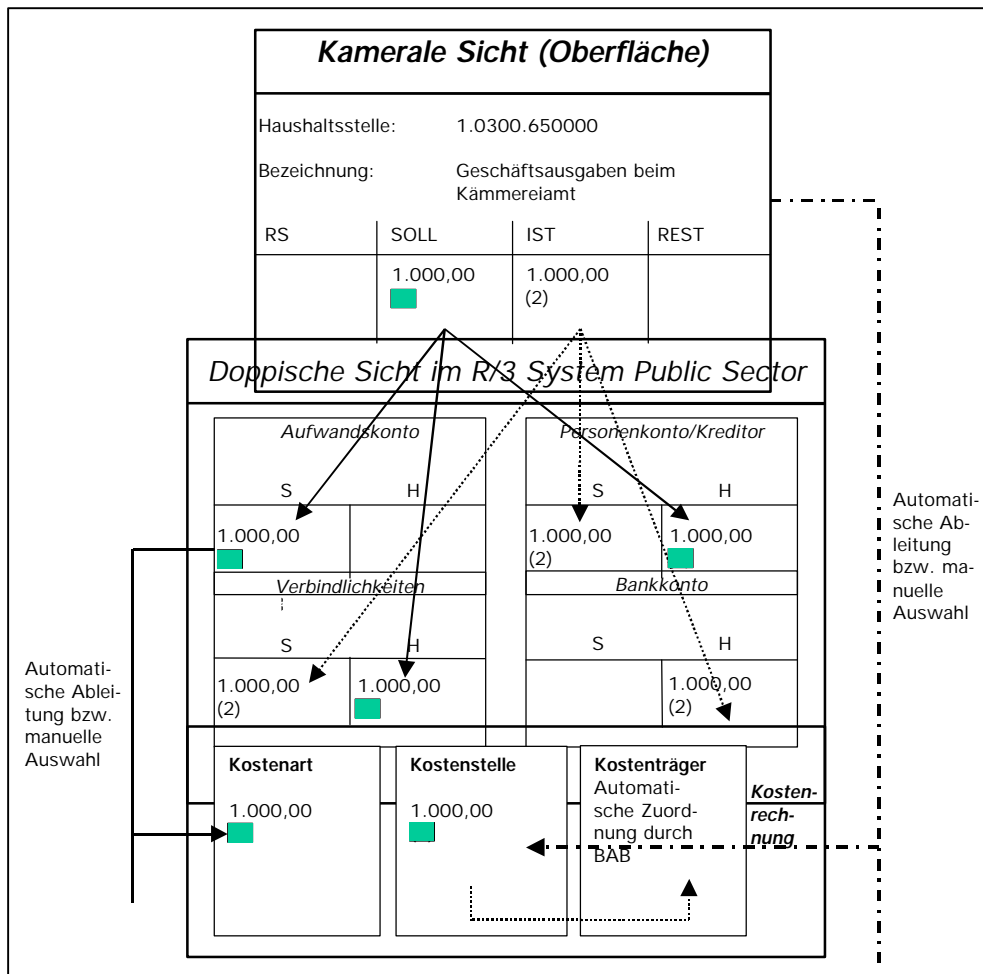 Kamerale Sicht (Oberfläche)
Haushaltsstelle: 1.0300.650000
Bezeichnung: Geschäftsausgaben beim
Kämmereiamt
RS SOLL IST REST
1.000,00 1.000,00
(2)
Doppische Sicht im R/3 System Public Sector
Aufwandskonto Personenkonto/Kreditor
S H S H
1.000,00 1.000,00 1.000,00
(2)
Verbindlichkeiten Bankkonto
S H S H
1.000,00 1.000,00 1.000,00
(2) (2)
Automati-
sche Ablei-
tung bzw.
manuelle
Auswahl
Automati-
sche Ab-
leitung
bzw. ma-
nuelle
Auswahl
Kostenart
1.000,00
Kostenstelle
1.000,00
Kostenträger
Automati-
sche Zuord-
nung durch
BAB
Kosten-
rech-
nung